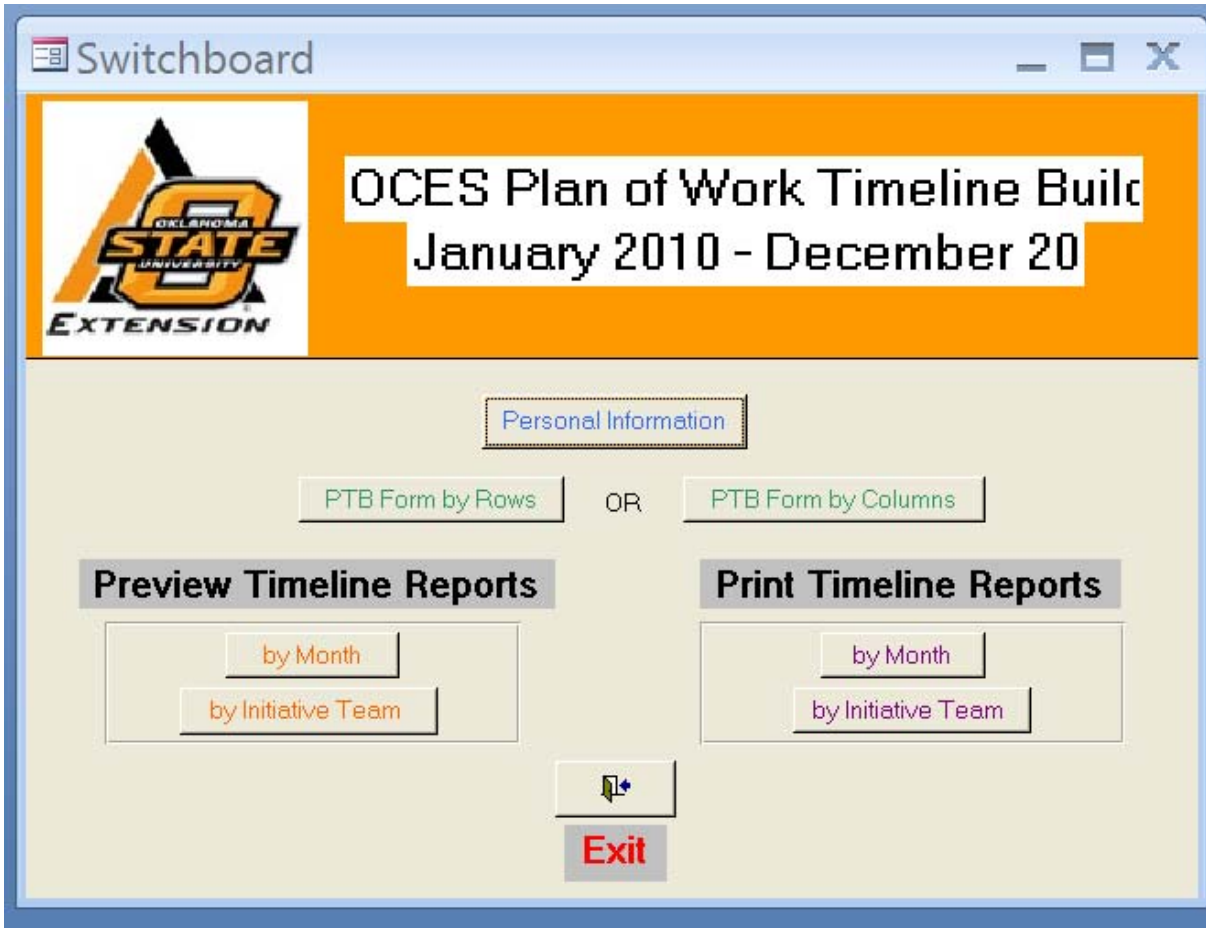 Switchboard
OKLAHOMA
STATE
UNIVERSITY
EXTENSION
OCES Plan of Work Timeline Buil
January 2010 - December 20
Personal Information
PTB Form by Rows OR PTB Form by Columns
Preview Timeline Reports
by Month
by Initiative Team
Print Timeline Reports
by Month
by Initiative Team
Exit